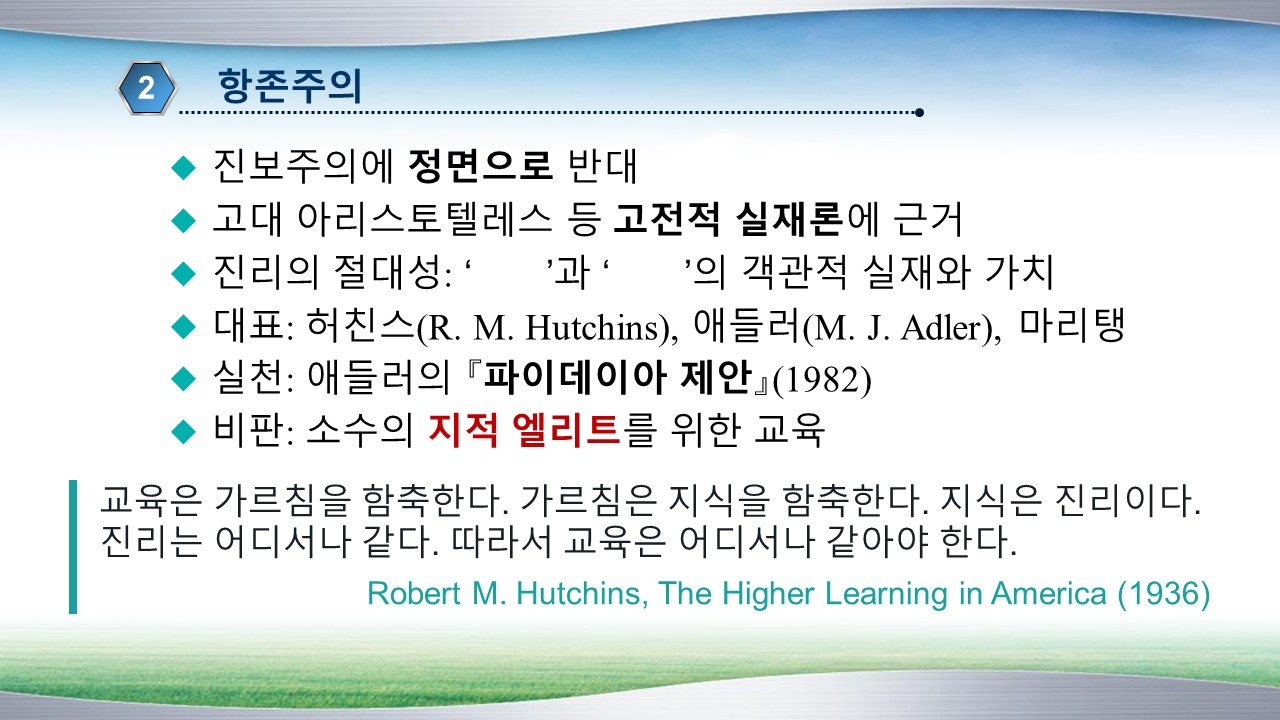 2 항존주의
◆ 진보주의에 정면으로 반대
◆ 고대 아리스토텔레스 등 고전적 실재론에 근거
◆ 진리의 절대성: ‘      ’과 ‘      ’의 객관적 실재와 가치
◆ 대표: 허친스(R. M. Hutchins), 애들러(M. J. Adler), 마리탱
◆ 실천: 애들러의 『파이데이아 제안』(1982)
◆ 비판: 소수의 지적 엘리트를 위한 교육
교육은 가르침을 함축한다. 가르침은 지식을 함축한다. 지식은 진리이다.
진리는 어디서나 같다. 따라서 교육은 어디서나 같아야 한다.
Robert M. Hutchins, The Higher Learning in America (1936)